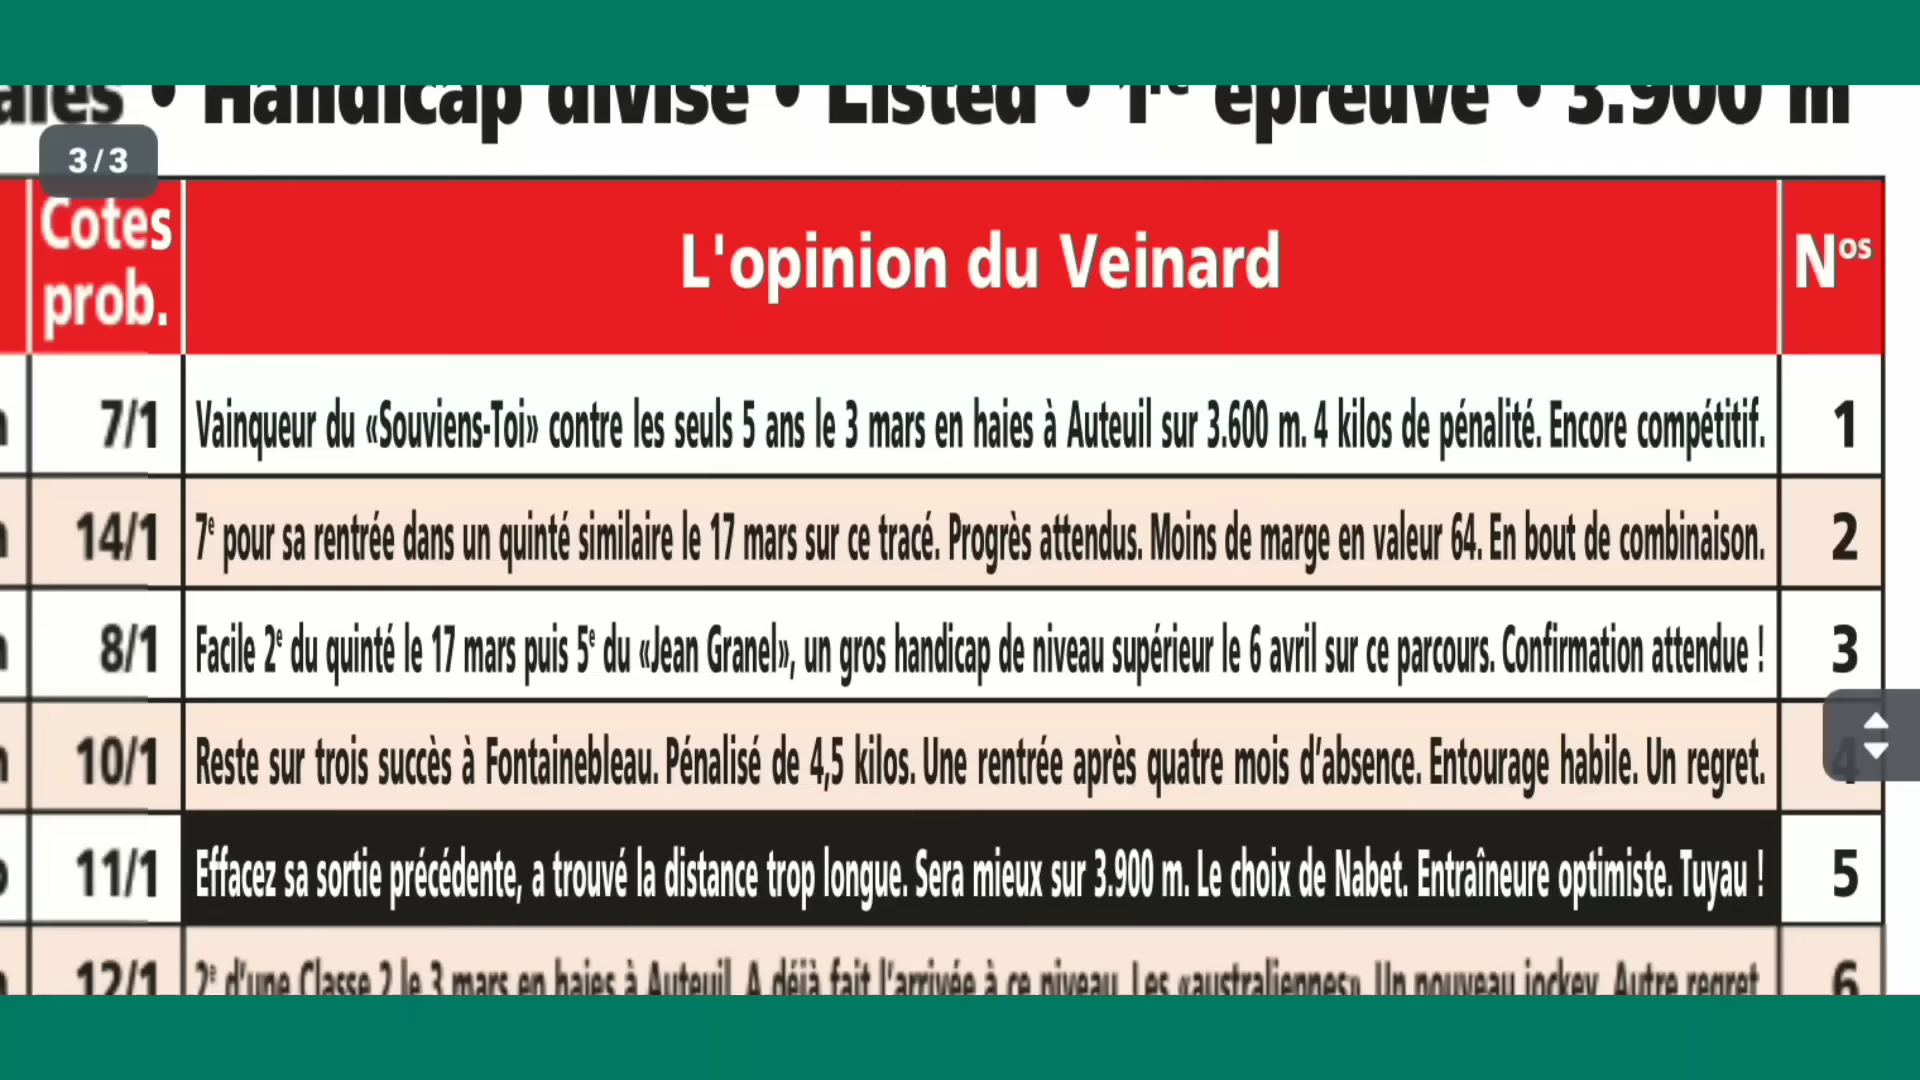 ales • Handicap divisé • Listed • 1re épreuve • 3.900 m
3/3
Cotes prob.
L'opinion du Veinard
Nos
7/1 Vainqueur du «Souviens-Toi» contre les seuls 5 ans le 3 mars en haies à Auteuil sur 3.600 m. 4 kilos de pénalité. Encore compétitif. 1
14/1 7e pour sa rentrée dans un quinté similaire le 17 mars sur ce tracé. Progrès attendus. Moins de marge en valeur 64. En bout de combinaison. 2
8/1 Facile 2e du quinté le 17 mars puis 5e du «Jean Granel», un gros handicap de niveau supérieur le 6 avril sur ce parcours. Confirmation attendue ! 3
10/1 Reste sur trois succès à Fontainebleau. Pénalisé de 4,5 kilos. Une rentrée après quatre mois d'absence. Entourage habile. Un regret. 4
11/1 Effacez sa sortie précédente, a trouvé la distance trop longue. Sera mieux sur 3.900 m. Le choix de Nabet. Entraîneure optimiste. Tuyau ! 5
12/1 2e d'une Classe 2 le 3 mars en haies à Auteuil. A déjà fait l'arrivée à ce niveau. Les «australiennes». Un nouveau jockey. Autre regret 6